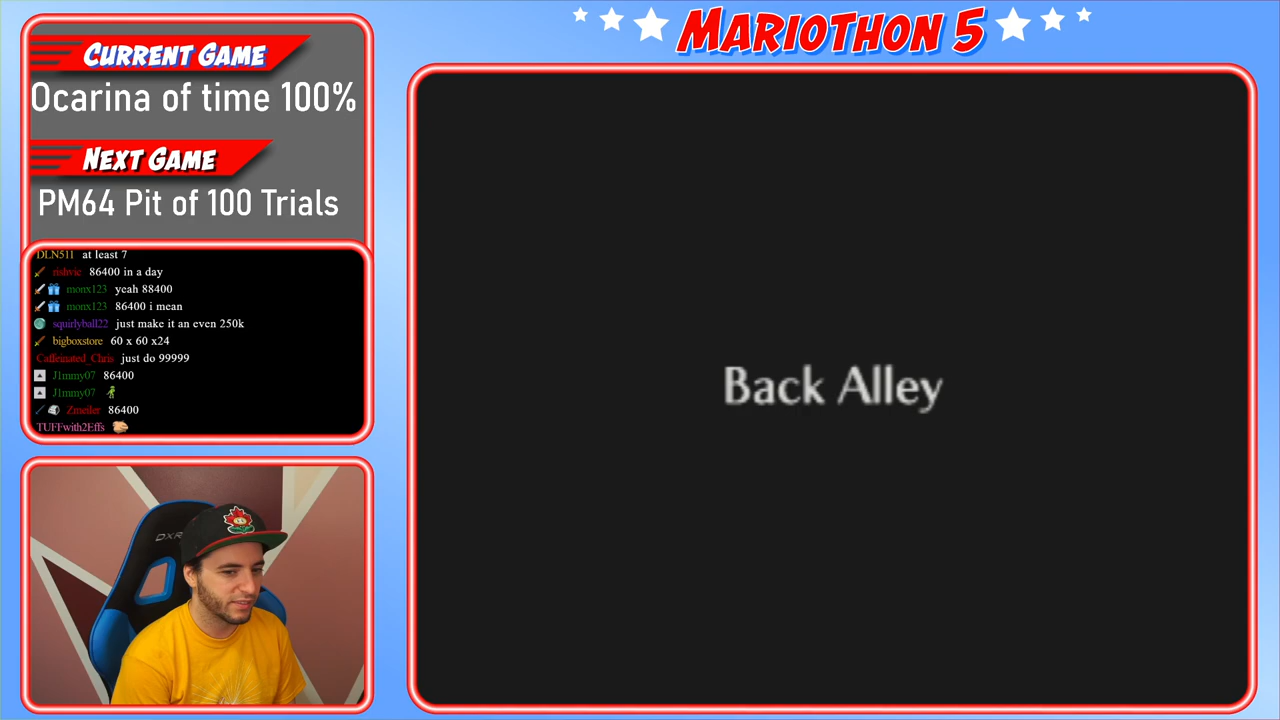 CURRENT GAME
Ocarina of time 100%
NEXT GAME
PM64 Pit of 100 Trials
DLN511 at least 7
rishvic 86400 in a day
monx123 yeah 88400
monx123 86400 i mean
squirlyball22 just make it an even 250k
bigboxstore 60 x 60 x24
Caffeinated_Chris just do 99999
J1mmy07 86400
J1mmy07
Zmeiler 86400
TUFFwith2Effs
MARIOTHON 5
Back Alley
DXR